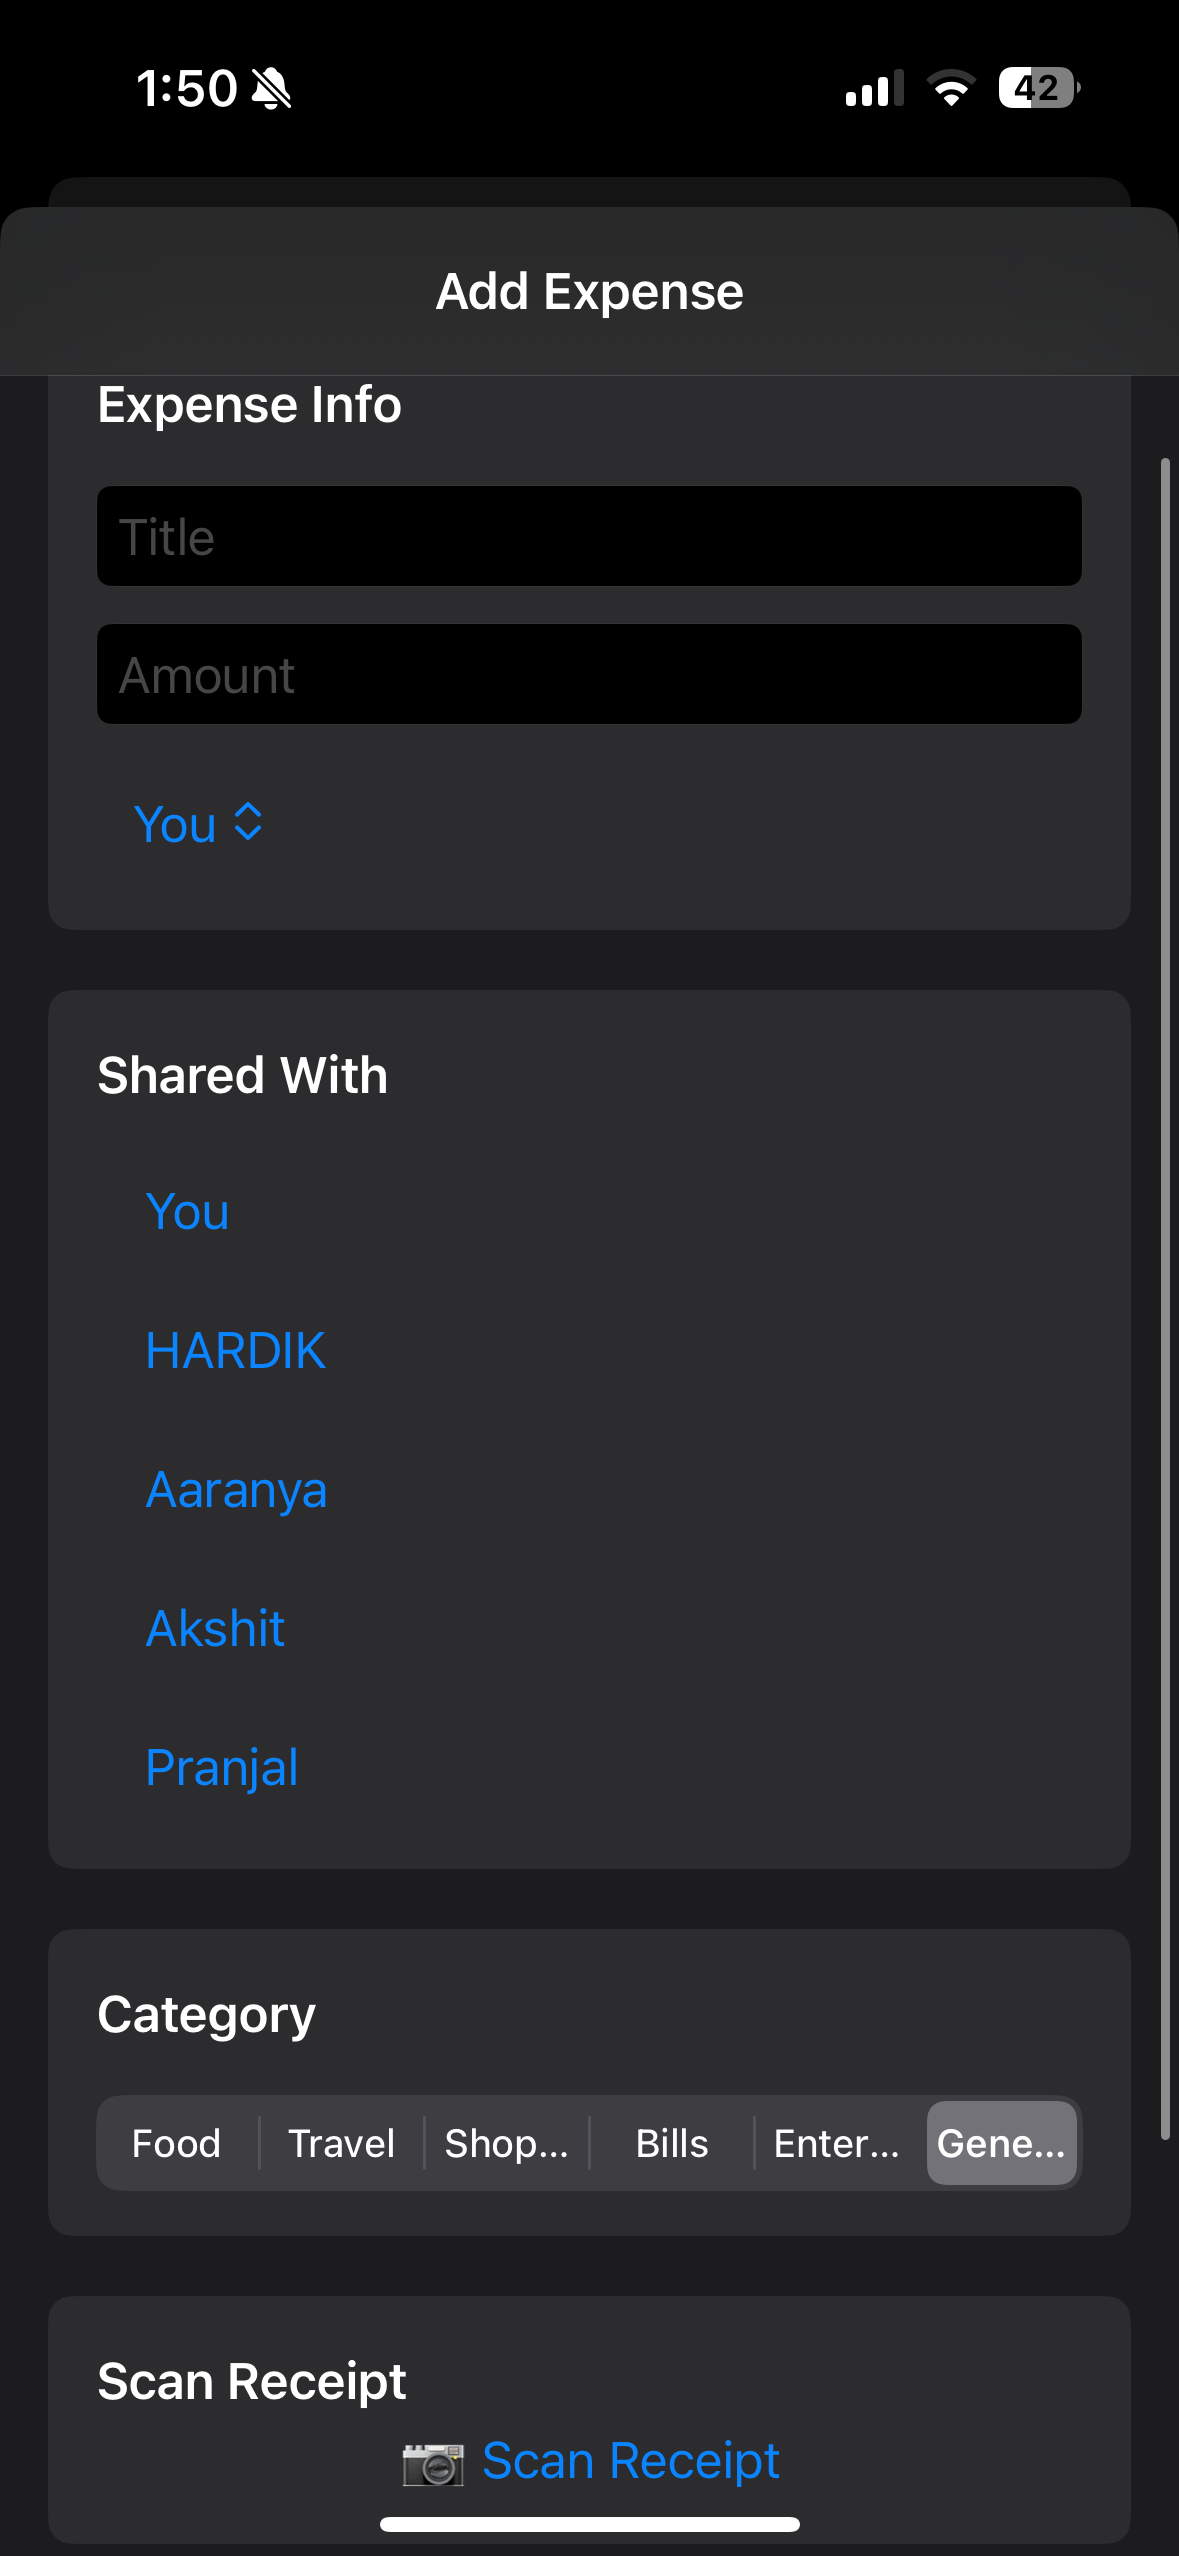 1:50
42
Add Expense
Expense Info
Title
Amount
You
Shared With
You
HARDIK
Aaranya
Akshit
Pranjal
Category
Food Travel Shop... Bills Enter... Gene...
Scan Receipt
Scan Receipt